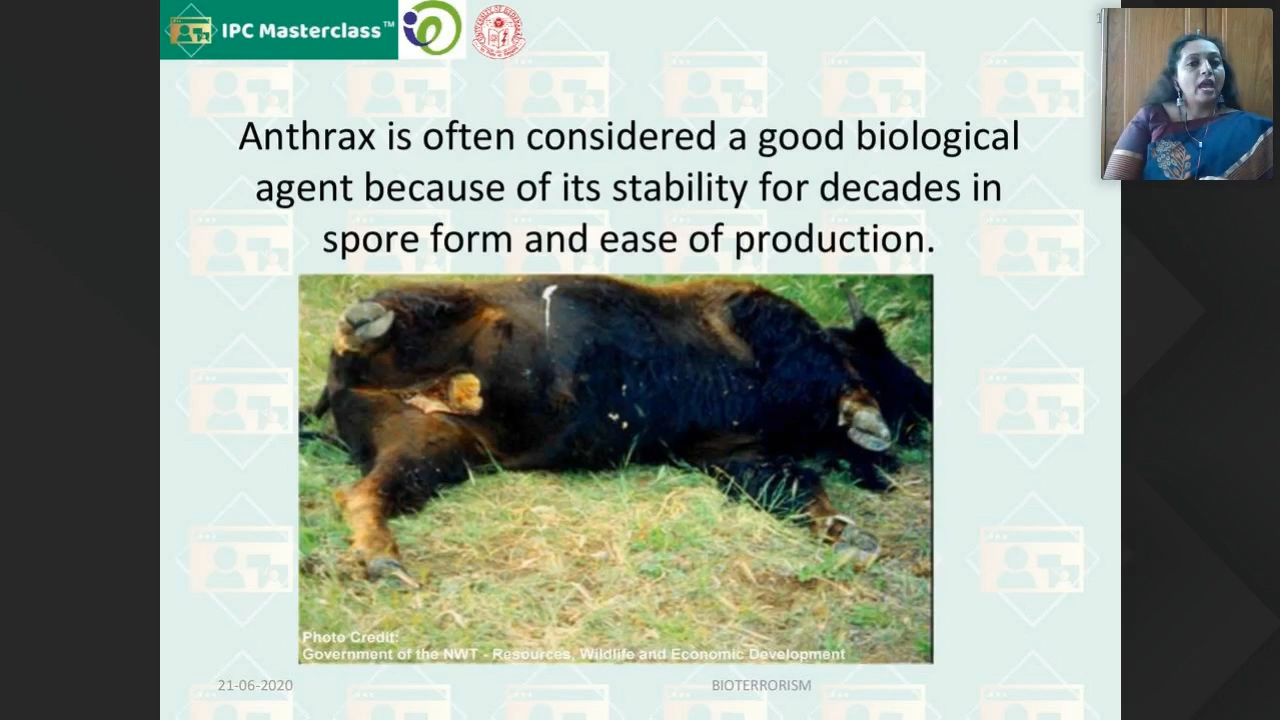 IPC Masterclass™
Anthrax is often considered a good biological
agent because of its stability for decades in
spore form and ease of production.
Photo Credit:
Government of the NWT - Resources, Wildlife and Economic Development
21-06-2020
BIOTERRORISM